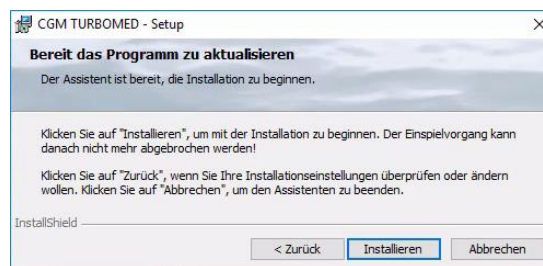 CGM TURBOMED - Setup
Bereit das Programm zu aktualisieren
Der Assistent ist bereit, die Installation zu beginnen.
Klicken Sie auf "Installieren", um mit der Installation zu beginnen. Der Einspielvorgang kann
danach nicht mehr abgebrochen werden!
Klicken Sie auf "Zurück", wenn Sie Ihre Installationseinstellungen überprüfen oder ändern
wollen. Klicken Sie auf "Abbrechen", um den Assistenten zu beenden.
InstallShield
< Zurück Installieren Abbrechen